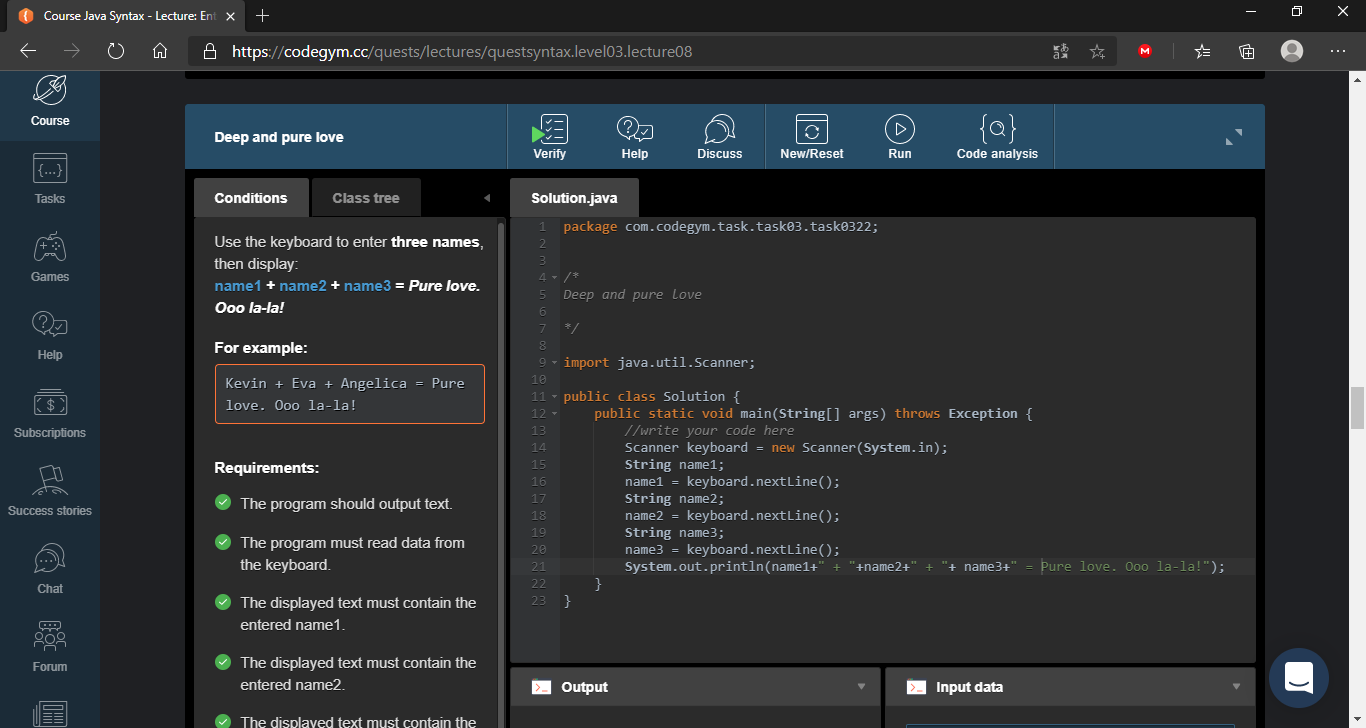 Course Java Syntax - Lecture: En
https://codegym.cc/quests/lectures/questsyntax.level03.lecture08
Course
Tasks
Games
Help
Subscriptions
Success stories
Chat
Forum
Deep and pure love
Verify
Help
Discuss
New/Reset
Run
Code analysis
Conditions
Class tree
Use the keyboard to enter three names,
then display:
name1 + name2 + name3 = Pure love.
Ooo la-la!
For example:
Kevin + Eva + Angelica = Pure
love. Ooo la-la!
Requirements:
The program should output text.
The program must read data from
the keyboard.
The displayed text must contain the
entered name1.
The displayed text must contain the
entered name2.
The displayed text must contain the
Solution.java
1 package com.codegym.task.task03.task0322;
2
3
4 /*
5 Deep and pure love
6
7 */
8
9 import java.util.Scanner;
10
11 public class Solution {
12 public static void main(String[] args) throws Exception {
13 //write your code here
14 Scanner keyboard = new Scanner(System.in);
15 String name1;
16 name1 = keyboard.nextLine();
17 String name2;
18 name2 = keyboard.nextLine();
19 String name3;
20 name3 = keyboard.nextLine();
21 System.out.println(name1+" + "+name2+" + "+ name3+" = Pure love. Ooo la-la!");
22 }
23 }
Output
Input data